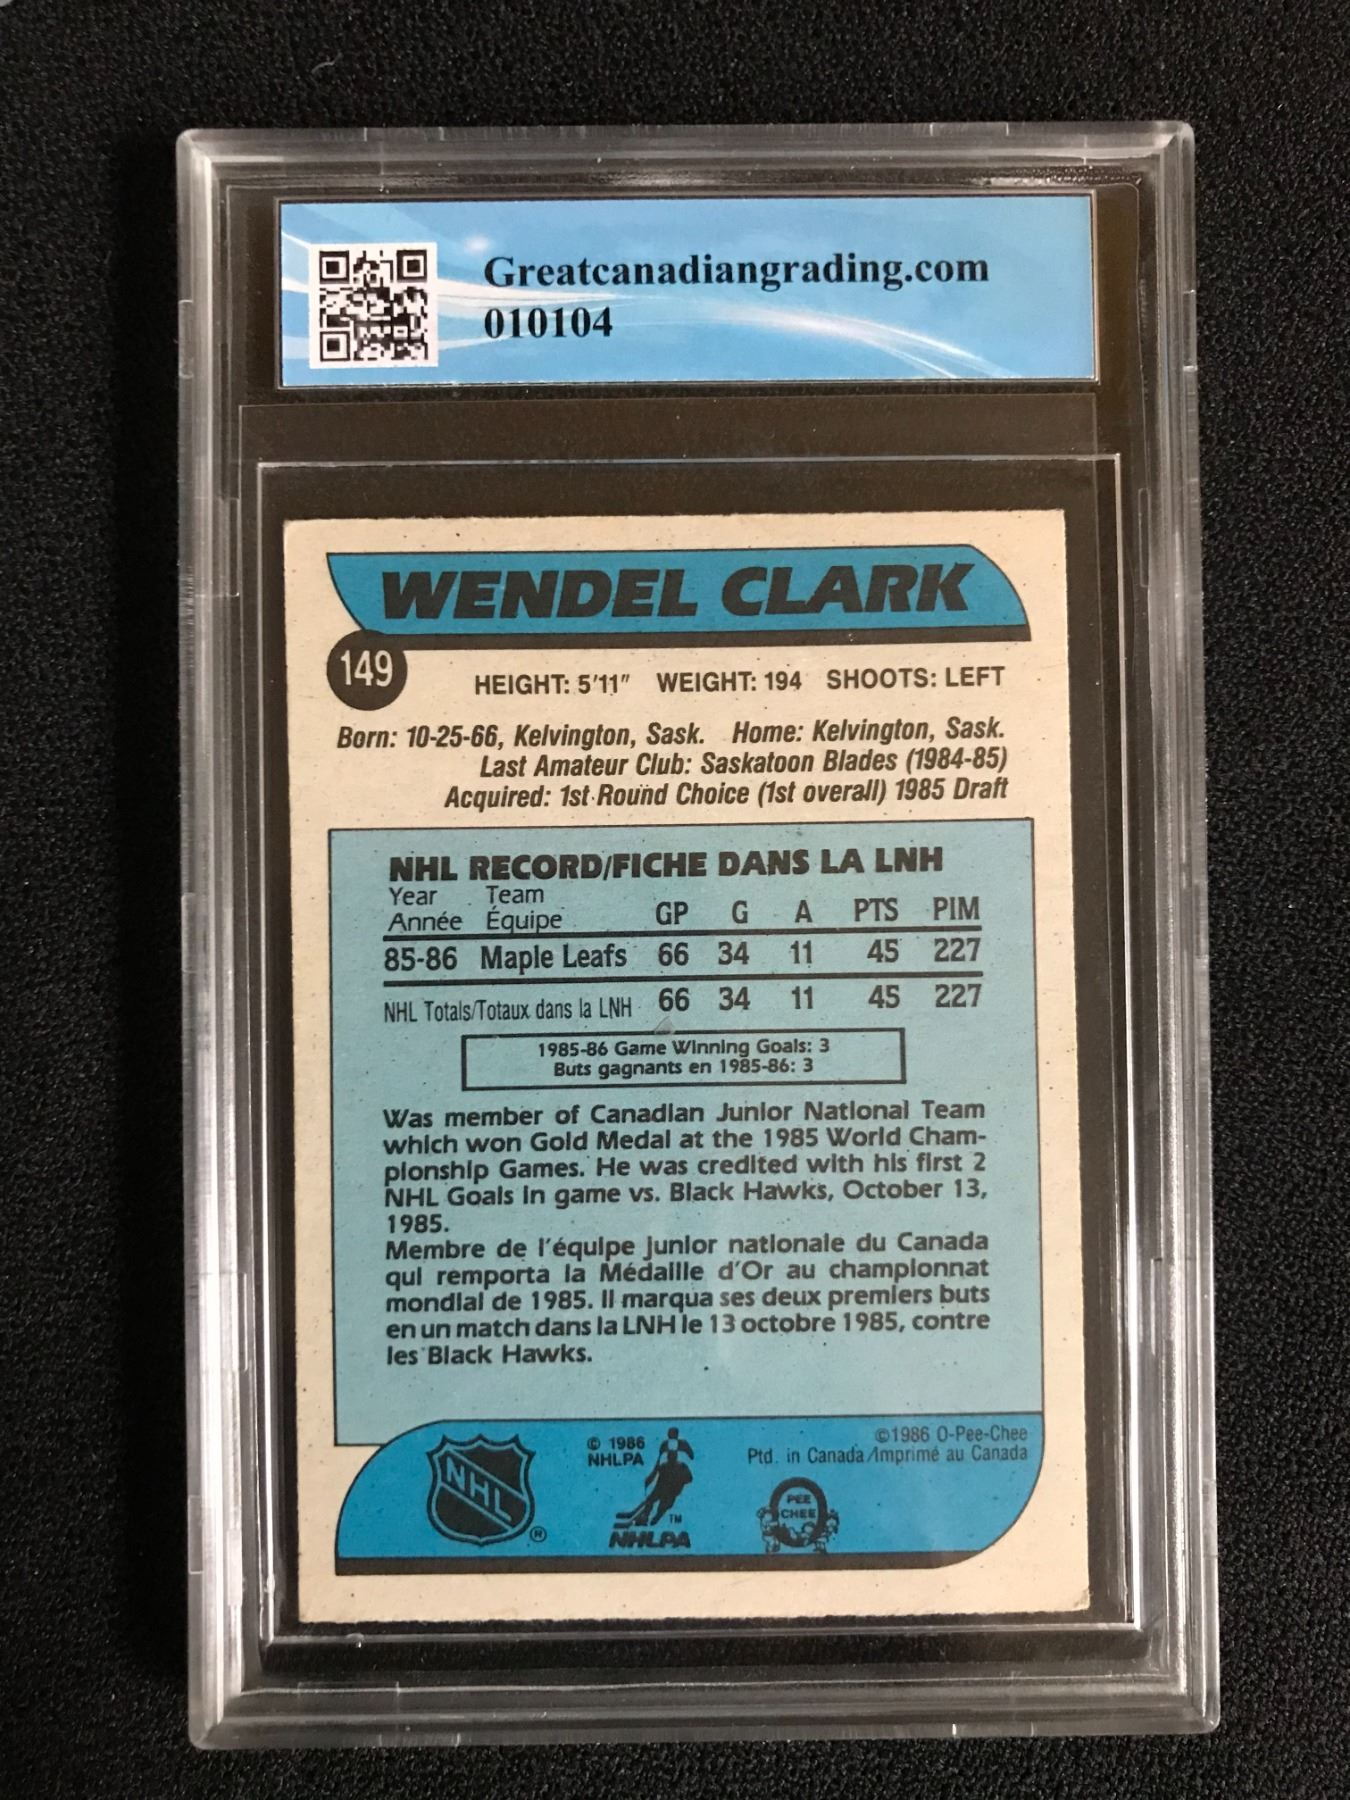 Greatcanadiangrading.com
010104
WENDEL CLARK
149
HEIGHT: 5'11" WEIGHT: 194 SHOOTS: LEFT
Born: 10-25-66, Kelvington, Sask. Home: Kelvington, Sask.
Last Amateur Club: Saskatoon Blades (1984-85)
Acquired: 1st Round Choice (1st overall) 1985 Draft
NHL RECORD/FICHE DANS LA LNH
Year Team
Année Équipe GP G A PTS PIM
85-86 Maple Leafs 66 34 11 45 227
NHL Totals/Totaux dans la LNH 66 34 11 45 227
1985-86 Game Winning Goals: 3
Buts gagnants en 1985-86: 3
Was member of Canadian Junior National Team
which won Gold Medal at the 1985 World Cham-
pionship Games. He was credited with his first 2
NHL Goals in game vs. Black Hawks, October 13,
1985.
Membre de l'équipe junior nationale du Canada
qui remporta la Médaille d'Or au championnat
mondial de 1985. Il marqua ses deux premiers buts
en un match dans la LNH le 13 octobre 1985, contre
les Black Hawks.
©1986 O-Pee-Chee
Ptd. in Canada/Imprimé au Canada
© 1986
NHLPA
NHL
®
TM
NHLPA
PEE
CHEE